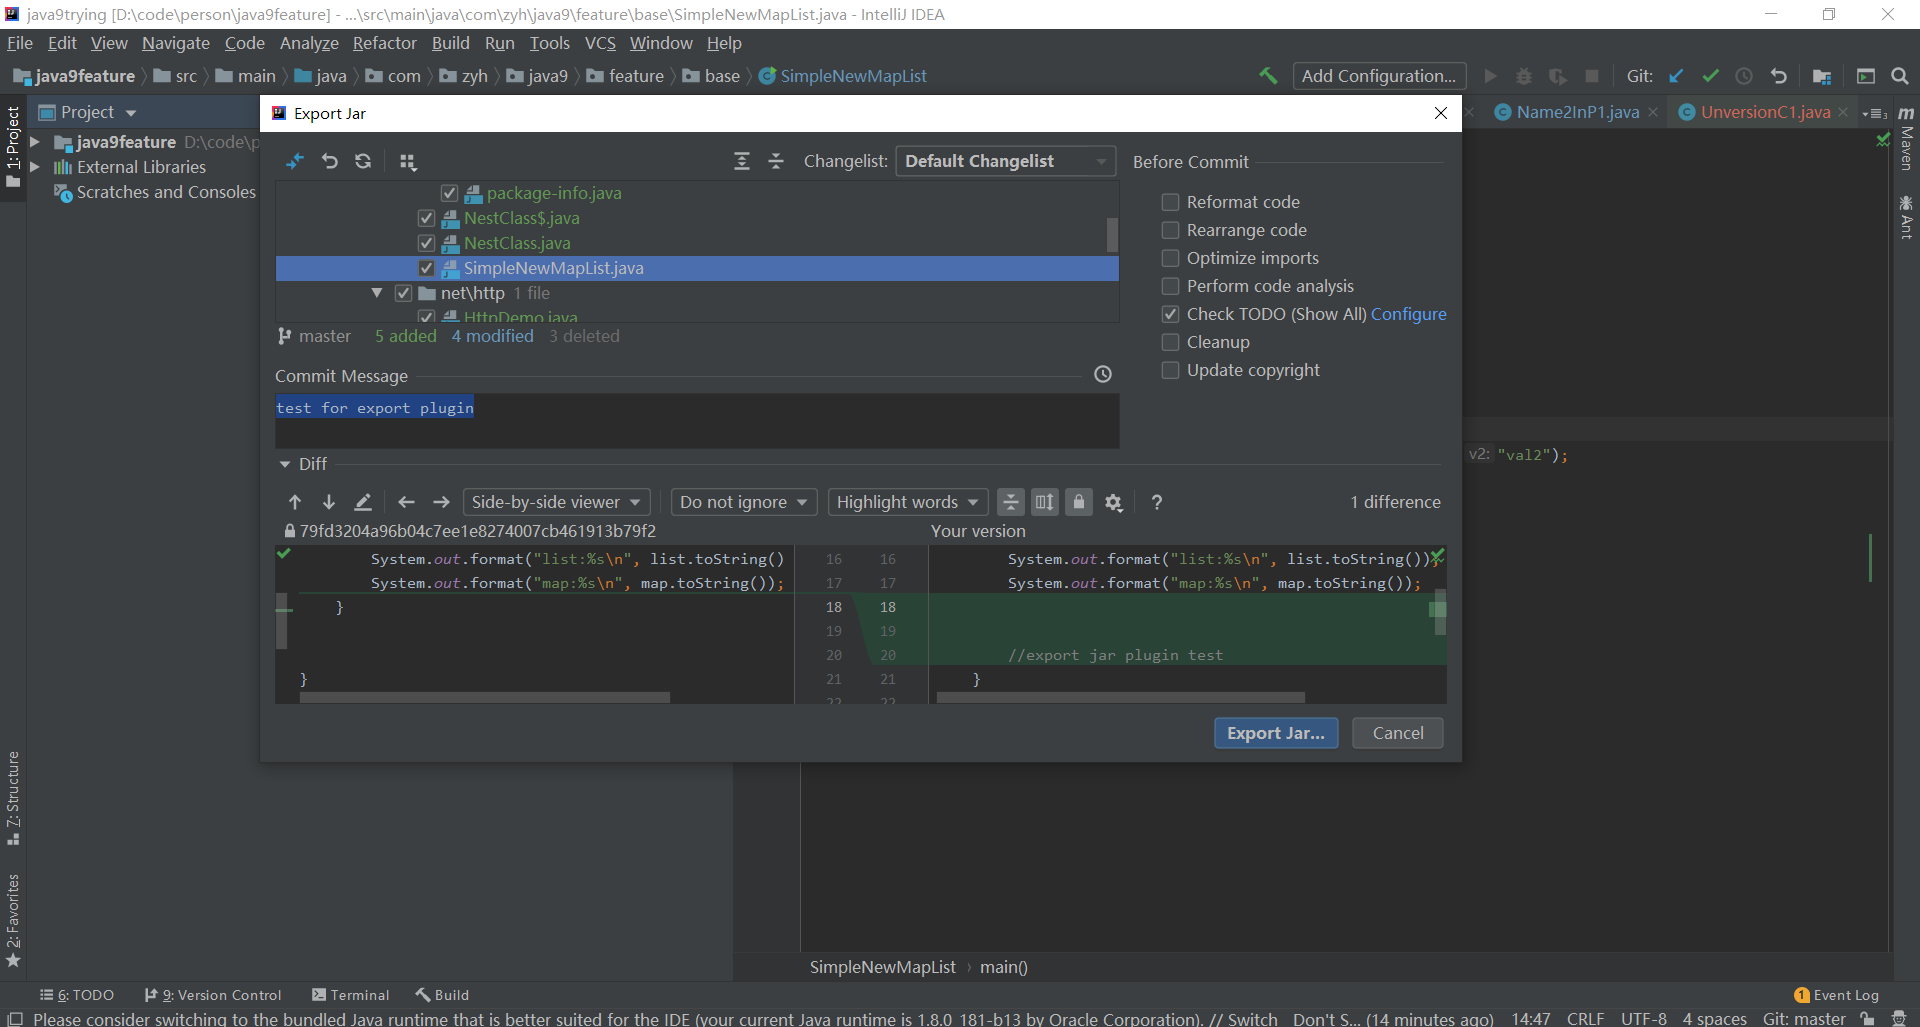 java9trying [D:\code\person\java9feature] - ...\src\main\java\com\zyh\java9\feature\base\SimpleNewMapList.java - IntelliJ IDEA
File Edit View Navigate Code Analyze Refactor Build Run Tools VCS Window Help
java9feature src main java com zyh java9 feature base SimpleNewMapList Add Configuration... Git:
1: Project
Project
Export Jar
Name2InP1.java UnversionC1.java 3
Maven
Ant
java9feature D:\code\p
External Libraries
Scratches and Consoles
Changelist: Default Changelist
package-info.java
NestClass$.java
NestClass.java
SimpleNewMapList.java
net\http 1 file
HttpDemo.java
master 5 added 4 modified 3 deleted
Before Commit
Reformat code
Rearrange code
Optimize imports
Perform code analysis
Check TODO (Show All) Configure
Cleanup
Update copyright
Commit Message
test for export plugin
v2: "val2");
Diff
Side-by-side viewer Do not ignore Highlight words ? 1 difference
79fd3204a96b04c7ee1e8274007cb461913b79f2 Your version
System.out.format("list:%s\n", list.toString() 16 16 System.out.format("list:%s\n", list.toString());
System.out.format("map:%s\n", map.toString()); 17 17 System.out.format("map:%s\n", map.toString());
} 18 18
19 19
20 20 //export jar plugin test
} 21 21 }
22 22
Export Jar... Cancel
7: Structure
2: Favorites
SimpleNewMapList main()
6: TODO 9: Version Control Terminal Build 1 Event Log
Please consider switching to the bundled Java runtime that is better suited for the IDE (your current Java runtime is 1.8.0_181-b13 by Oracle Corporation). // Switch Don't S... (14 minutes ago) 14:47 CRLF UTF-8 4 spaces Git: master